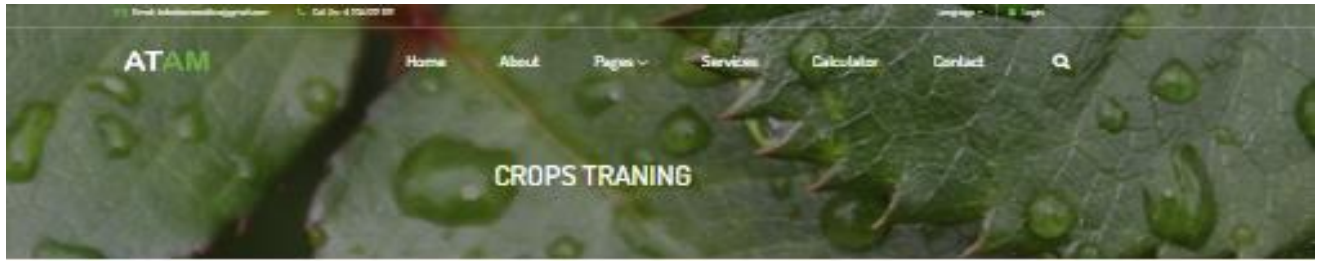 Language Login
ATAM Home About Pages Services Calculator Contact
CROPS TRANING